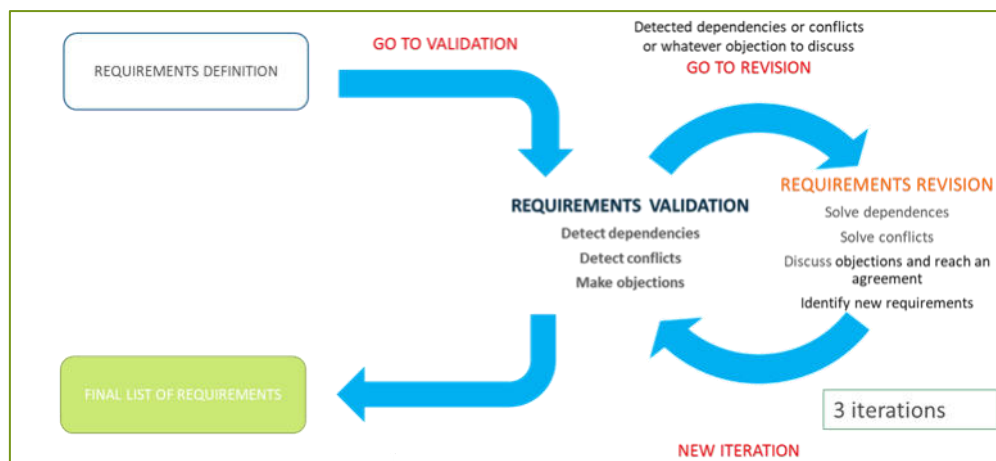 REQUIREMENTS DEFINITION
GO TO VALIDATION
Detected dependencies or conflicts
or whatever objection to discuss
GO TO REVISION
REQUIREMENTS VALIDATION
Detect dependencies
Detect conflicts
Make objections
REQUIREMENTS REVISION
Solve dependences
Solve conflicts
Discuss objections and reach an
agreement
Identify new requirements
FINAL LIST OF REQUIREMENTS
3 iterations
NEW ITERATION